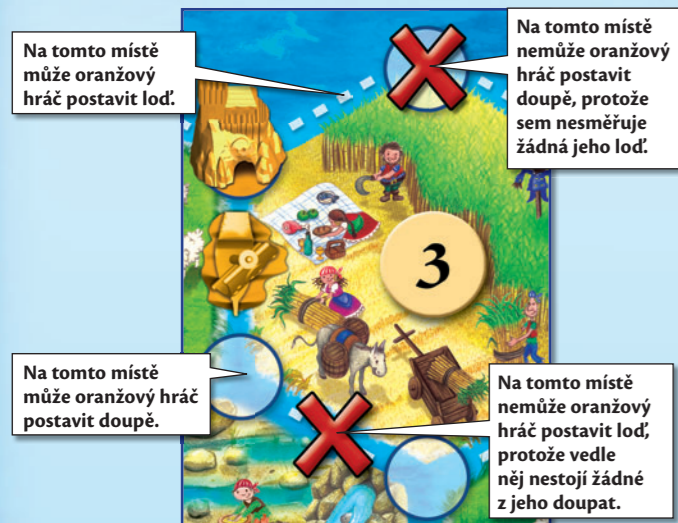 Na tomto místě
může oranžový
hráč postavit loď.
Na tomto místě
nemůže oranžový
hráč postavit
doupě, protože
sem nesměřuje
žádná jeho loď.
3
Na tomto místě
může oranžový hráč
postavit doupě.
Na tomto místě
nemůže oranžový
hráč postavit loď,
protože vedle
něj nestojí žádné
z jeho doupat.